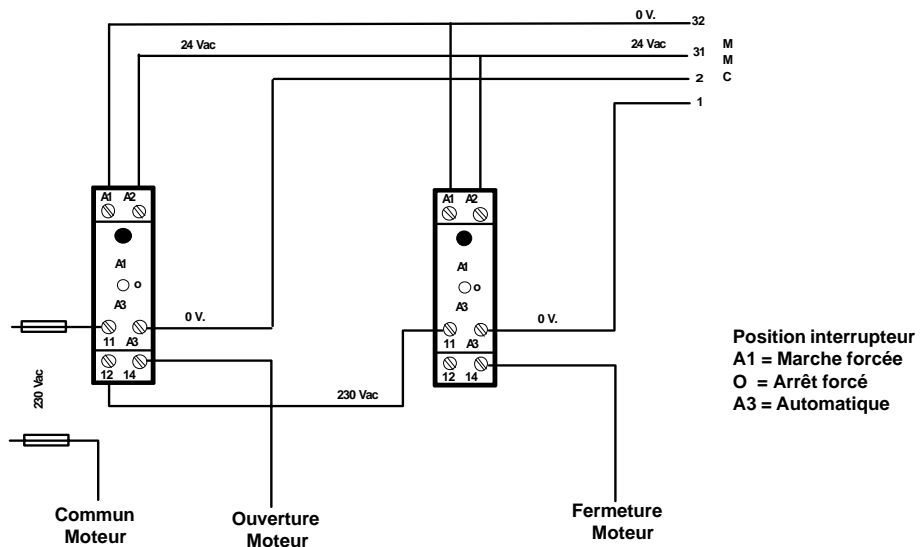 0 V. 32
24 Vac 24 Vac 31 M
M
2 C
1
A1 A2 A1 A2
A1 A1
O O
A3 A3
0 V. 0 V.
11 A3 11 A3
12 14 12 14
230 Vac
230 Vac
Position interrupteur
A1 = Marche forcée
O = Arrêt forcé
A3 = Automatique
Commun
Moteur
Ouverture
Moteur
Fermeture
Moteur